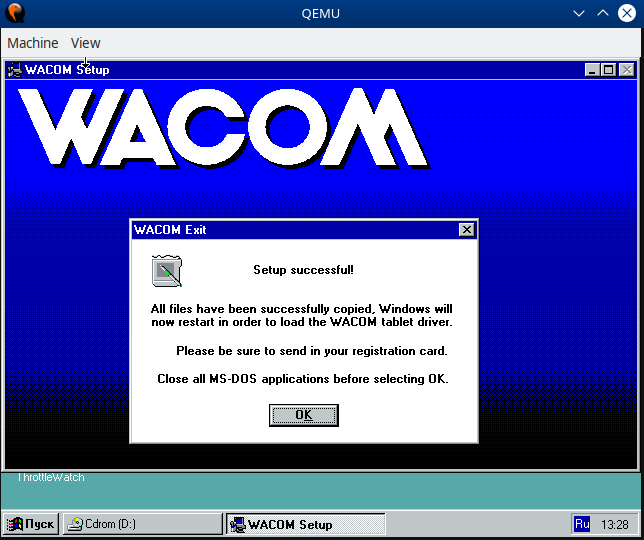 QEMU
Machine View
WACOM Setup
WACOM
WACOM Exit
Setup successful!
All files have been successfully copied, Windows will
now restart in order to load the WACOM tablet driver.
Please be sure to send in your registration card.
Close all MS-DOS applications before selecting OK.
OK
ThrottleWatch
Пуск
Cdrom (D:)
WACOM Setup
Ru
13:28